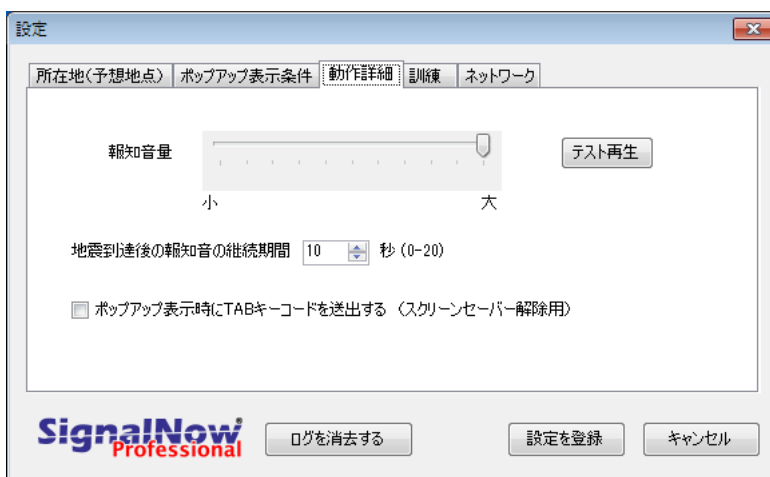 設定
所在地(予想地点) ポップアップ表示条件 動作詳細 訓練 ネットワーク
報知音量 テスト再生
小 大
地震到達後の報知音の継続期間 10 秒(0-20)
ポップアップ表示時にTABキーコードを送出する (スクリーンセーバー解除用)
SignalNow® Professional ログを消去する 設定を登録 キャンセル